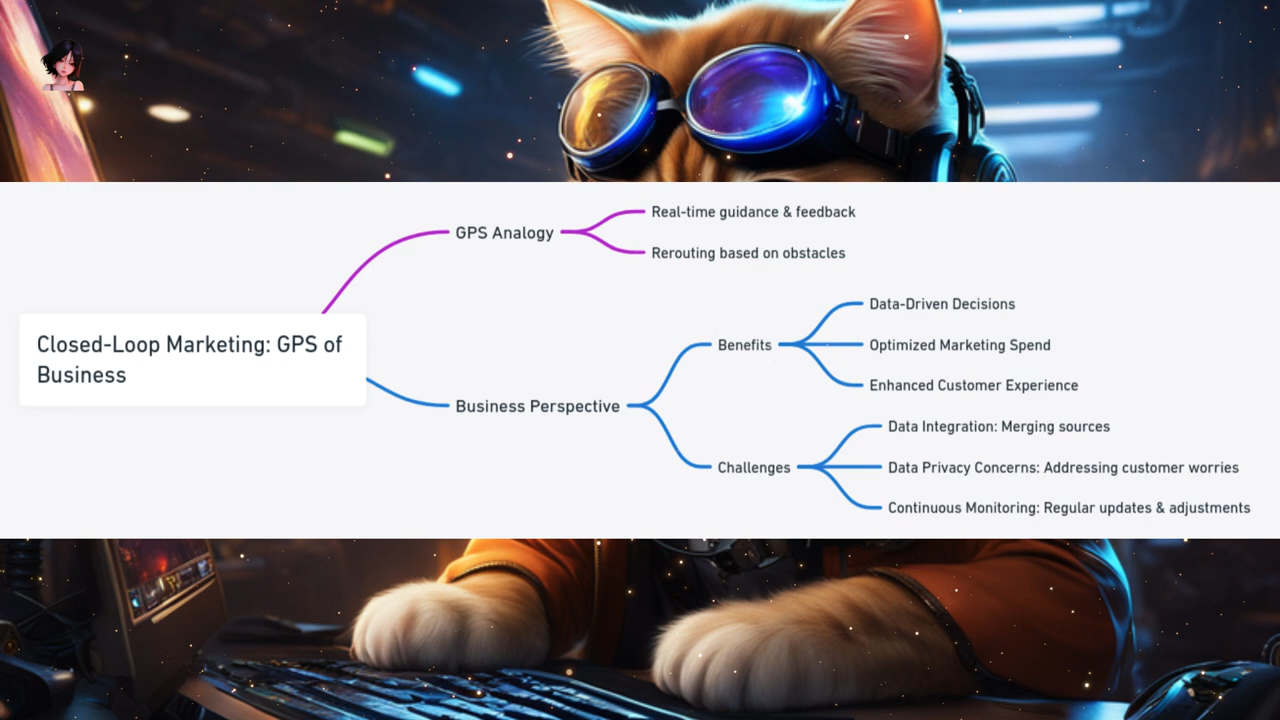 GPS Analogy
Real-time guidance & feedback
Rerouting based on obstacles
Closed-Loop Marketing: GPS of
Business
Business Perspective
Benefits
Data-Driven Decisions
Optimized Marketing Spend
Enhanced Customer Experience
Challenges
Data Integration: Merging sources
Data Privacy Concerns: Addressing customer worries
Continuous Monitoring: Regular updates & adjustments